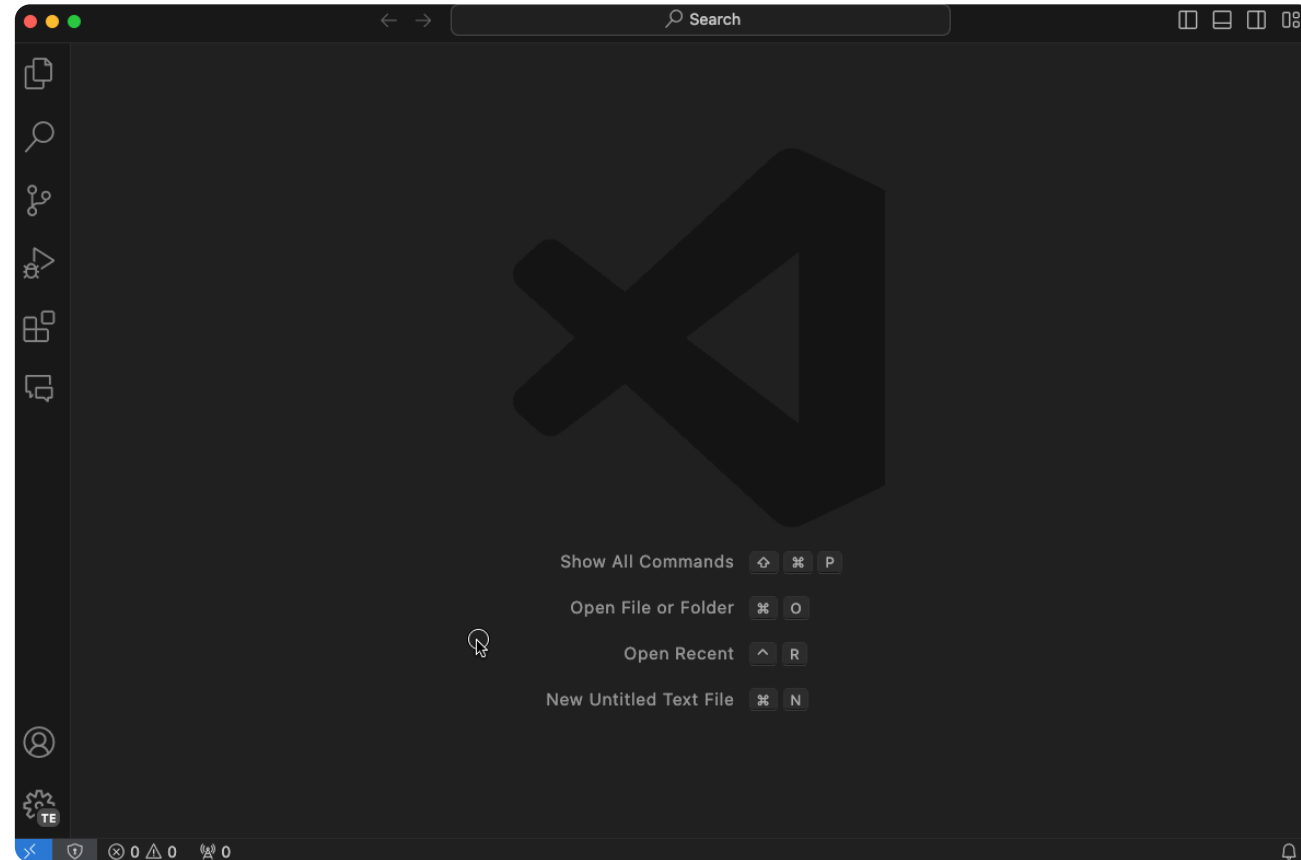 Search
Show All Commands ⇧ ⌘ P
Open File or Folder ⌘ O
Open Recent ^ R
New Untitled Text File ⌘ N
TE
0 0 0